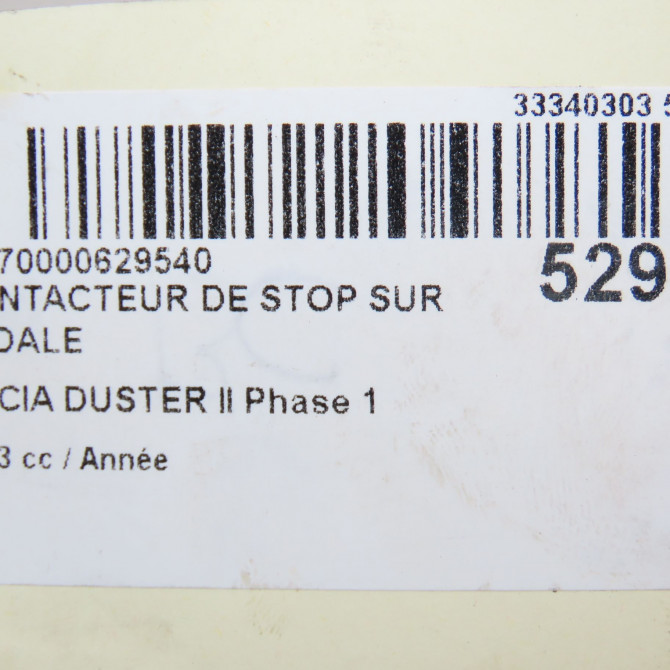 33340303 5
70000629540
529
NTACTEUR DE STOP SUR
DALE
CIA DUSTER II Phase 1
3 cc / Année